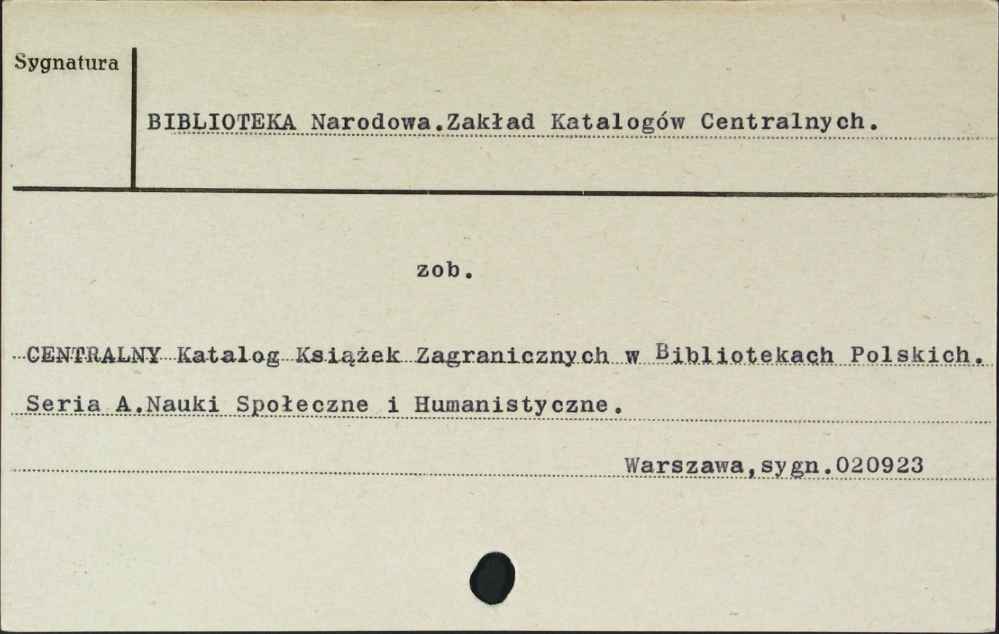 Sygnatura
BIBLIOTEKA Narodowa.Zakład Katalogów Centralnych.
zob.
CENTRALNY Katalog Książek Zagranicznych w Bibliotekach Polskich.
Seria A.Nauki Społeczne i Humanistyczne.
Warszawa,sygn.020923